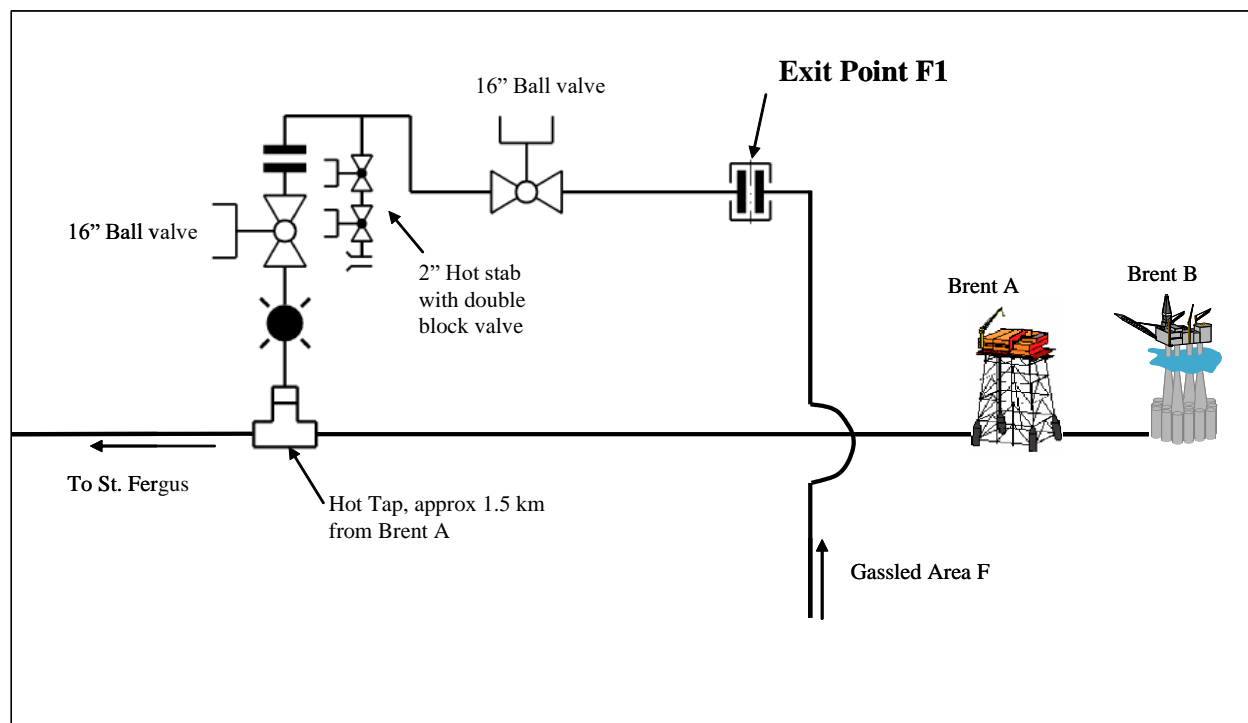 Exit Point F1
16” Ball valve
16” Ball valve
2” Hot stab
with double
block valve
Brent A
Brent B
To St. Fergus
Hot Tap, approx 1.5 km
from Brent A
Gassled Area F